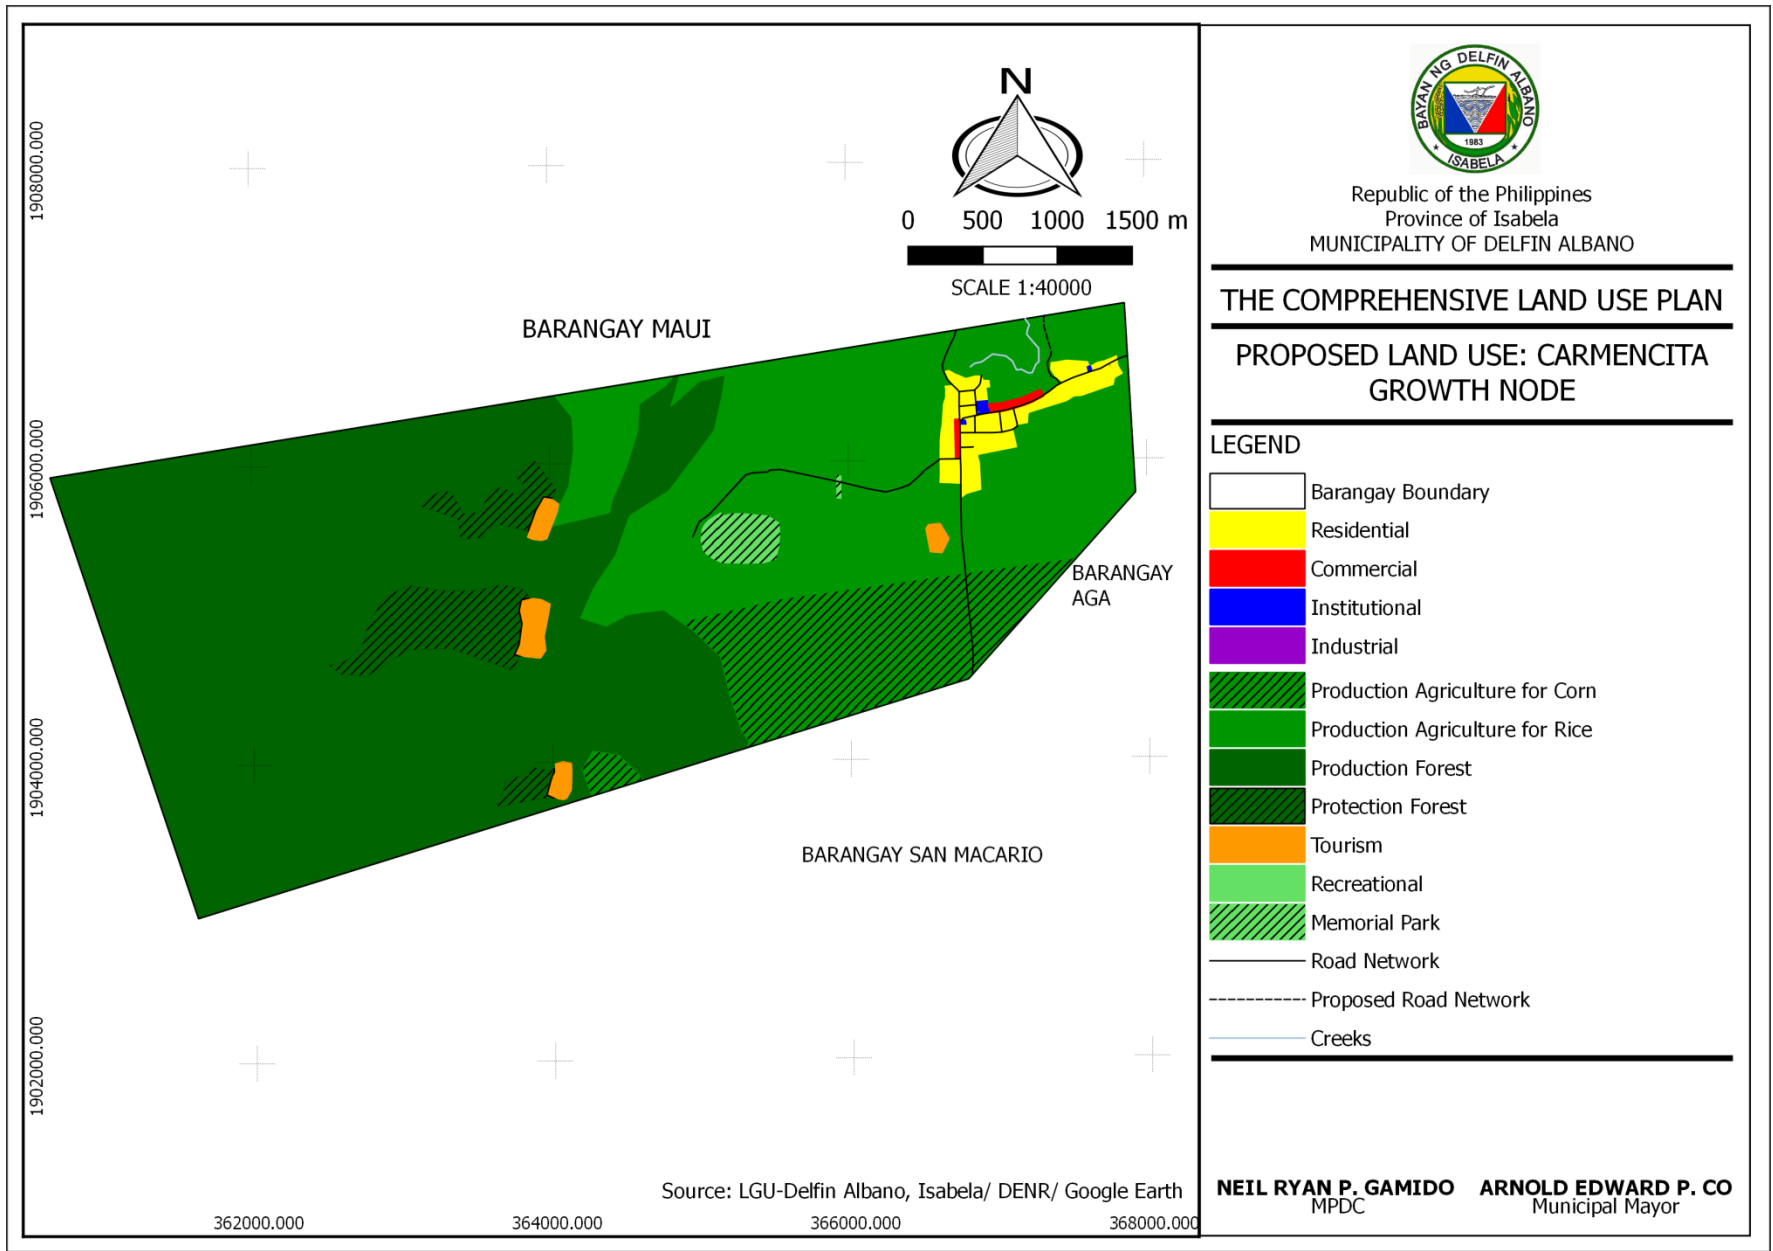 N
0 500 1000 1500 m
SCALE 1:40000
BARANGAY MAUI
BARANGAY
AGA
BARANGAY SAN MACARIO
Source: LGU-Delfin Albano, Isabela/ DENR/ Google Earth
1908000.000
1906000.000
1904000.000
1902000.000
362000.000 364000.000 366000.000 368000.000
BAYAN NG DELFIN ALBANO
1983
ISABELA
Republic of the Philippines
Province of Isabela
MUNICIPALITY OF DELFIN ALBANO
THE COMPREHENSIVE LAND USE PLAN
PROPOSED LAND USE: CARMENCITA
GROWTH NODE
LEGEND
Barangay Boundary
Residential
Commercial
Institutional
Industrial
Production Agriculture for Corn
Production Agriculture for Rice
Production Forest
Protection Forest
Tourism
Recreational
Memorial Park
Road Network
Proposed Road Network
Creeks
NEIL RYAN P. GAMIDO ARNOLD EDWARD P. CO
MPDC Municipal Mayor